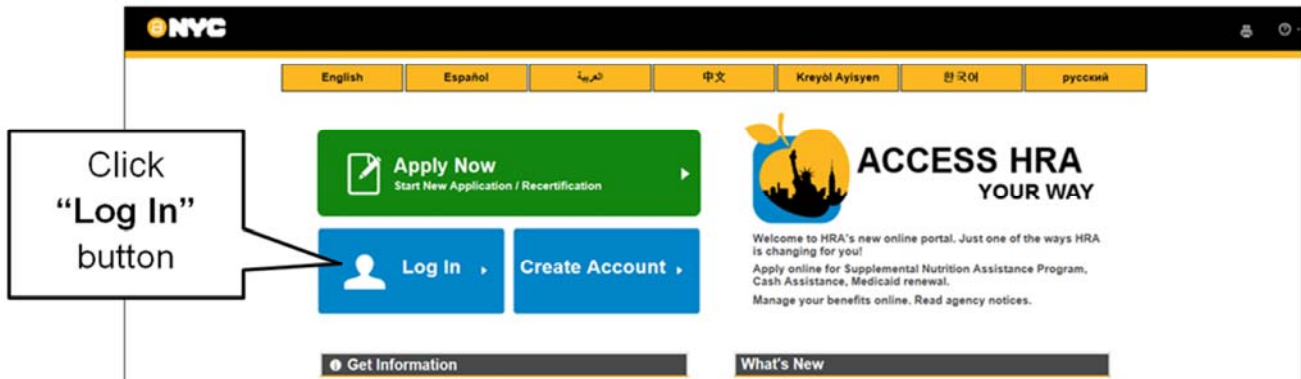 NYC
English Español العربية 中文 Kreyòl Ayisyen 한국어 русский
Click
“Log In”
button
Apply Now
Start New Application / Recertification
Log In
Create Account
ACCESS HRA
YOUR WAY
Welcome to HRA's new online portal. Just one of the ways HRA
is changing for you!
Apply online for Supplemental Nutrition Assistance Program,
Cash Assistance, Medicaid renewal.
Manage your benefits online. Read agency notices.
Get Information
What's New